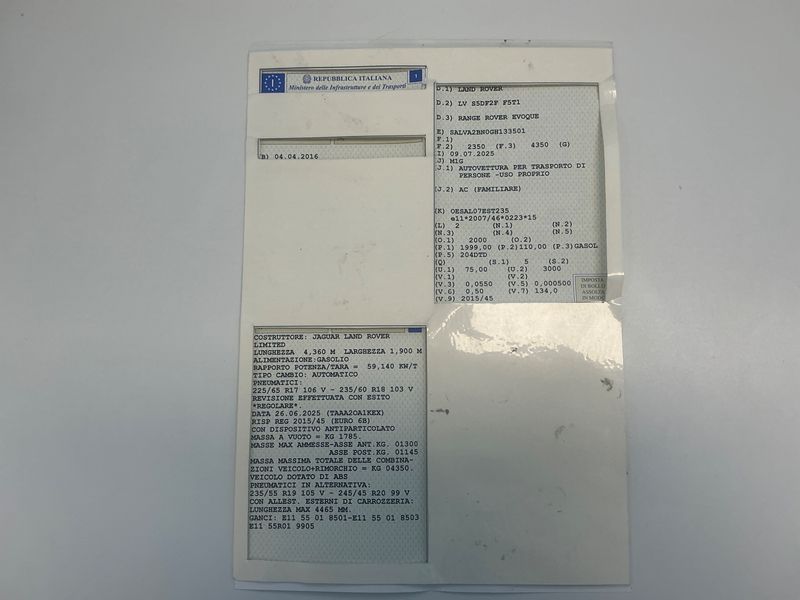 REPUBBLICA ITALIANA
Ministero delle Infrastrutture e dei Trasporti
I
1
B) 04.04.2016
D.1) LAND ROVER
D.2) LV S5DF2F F5T1
D.3) RANGE ROVER EVOQUE
E) SALVA2BN0GH133501
F.1)
F.2) 2350 (F.3) 4350 (G)
I) 09.07.2025
J) M1G
(J.1) AUTOVETTURA PER TRASPORTO DI
PERSONE -USO PROPRIO
(J.2) AC (FAMILIARE)
(K) OESAL07EST235
e11*2007/46*0223*15
(L) 2 (N.1) (N.2)
(N.3) (N.4) (N.5)
(O.1) 2000 (O.2)
(P.1) 1999,00 (P.2)110,00 (P.3)GASOL
(P.5) 204DTD
(Q) (S.1) 5 (S.2)
(U.1) 75,00 (U.2) 3000
(V.1) (V.2)
(V.3) 0,0550 (V.5) 0,000500
(V.6) 0,50 (V.7) 134,0
(V.9) 2015/45
IMPOSTA
DI BOLLO
ASSOLTA
IN MODO
COSTRUTTORE: JAGUAR LAND ROVER
LIMITED
LUNGHEZZA 4,360 M LARGHEZZA 1,900 M
ALIMENTAZIONE:GASOLIO
RAPPORTO POTENZA/TARA = 59,140 KW/T
TIPO CAMBIO: AUTOMATICO
PNEUMATICI:
225/65 R17 106 V - 235/60 R18 103 V
REVISIONE EFFETTUATA CON ESITO
*REGOLARE*.
DATA 26.06.2025 (TAAA2OA1KEX)
RISP REG 2015/45 (EURO 6B)
CON DISPOSITIVO ANTIPARTICOLATO
MASSA A VUOTO = KG 1785.
MASSE MAX AMMESSE-ASSE ANT.KG. 01300
ASSE POST.KG. 01145
MASSA MASSIMA TOTALE DELLE COMBINA-
ZIONI VEICOLO+RIMORCHIO = KG 04350.
VEICOLO DOTATO DI ABS
PNEUMATICI IN ALTERNATIVA:
235/55 R19 105 V - 245/45 R20 99 V
CON ALLEST. ESTERNI DI CARROZZERIA:
LUNGHEZZA MAX 4465 MM.
GANCI: E11 55 01 8501-E11 55 01 8503
E11 55R01 9905